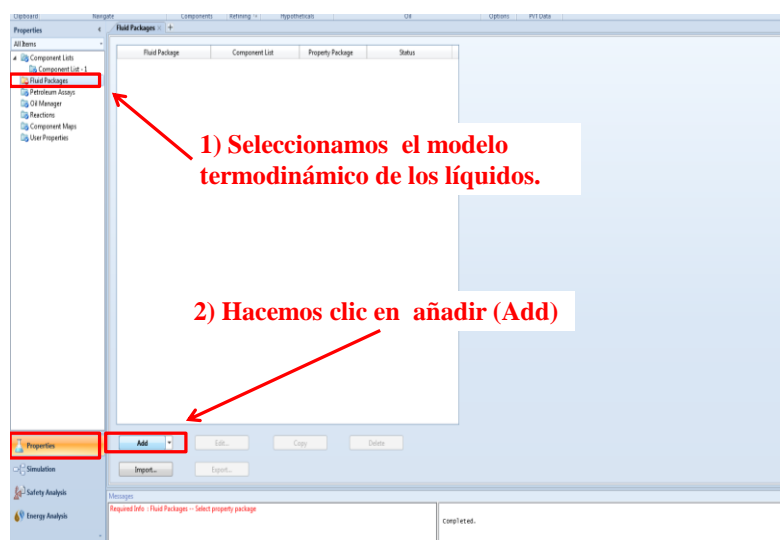 Clipboard Navigate Components Refining Hypotheticals Oil Options PVT Data
Properties
Fluid Packages × +
All Items
Fluid Package Component List Property Package Status
Component Lists
Component List - 1
Fluid Packages
Petroleum Assays
Oil Manager
Reactions
Component Maps
User Properties
1) Seleccionamos el modelo
termodinámico de los líquidos.
2) Hacemos clic en añadir (Add)
Add Edit... Copy Delete
Import... Export...
Properties
Simulation
Safety Analysis
Energy Analysis
Messages
Required Info : Fluid Packages -- Select property package
Completed.